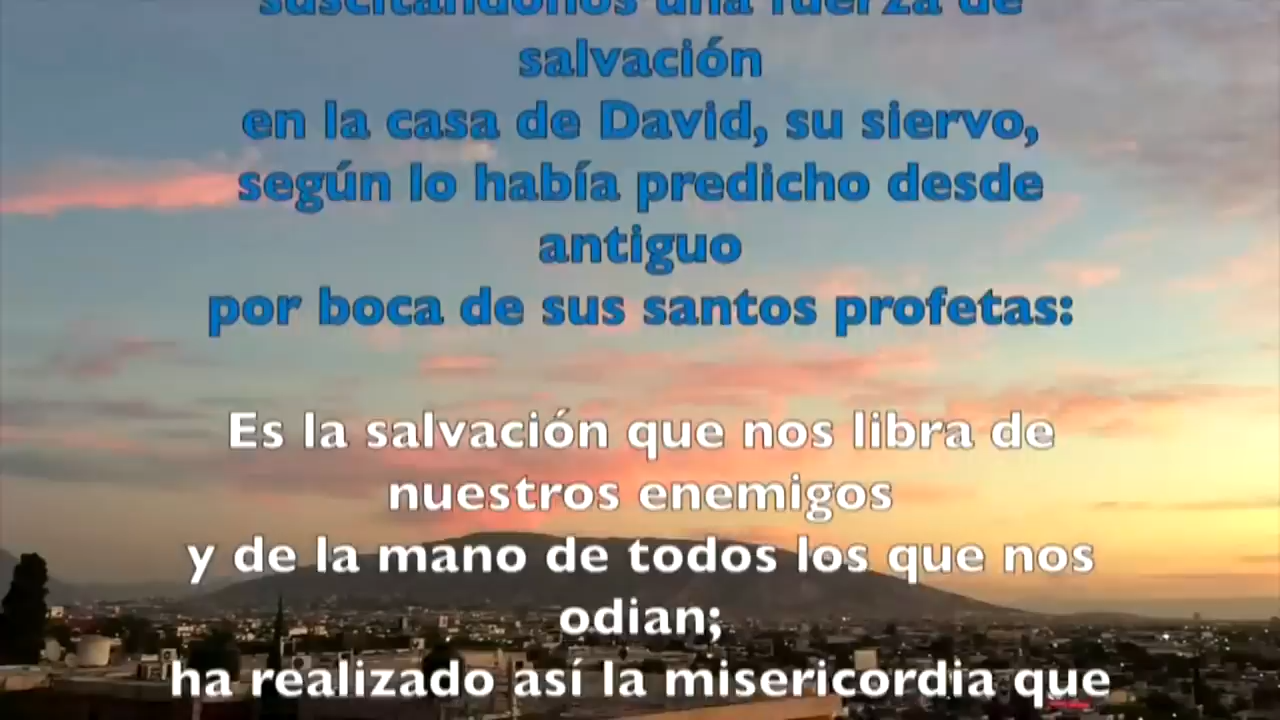 suscitándonos una fuerza de
salvación
en la casa de David, su siervo,
según lo había predicho desde
antiguo
por boca de sus santos profetas:
Es la salvación que nos libra de
nuestros enemigos
y de la mano de todos los que nos
odian;
ha realizado así la misericordia que